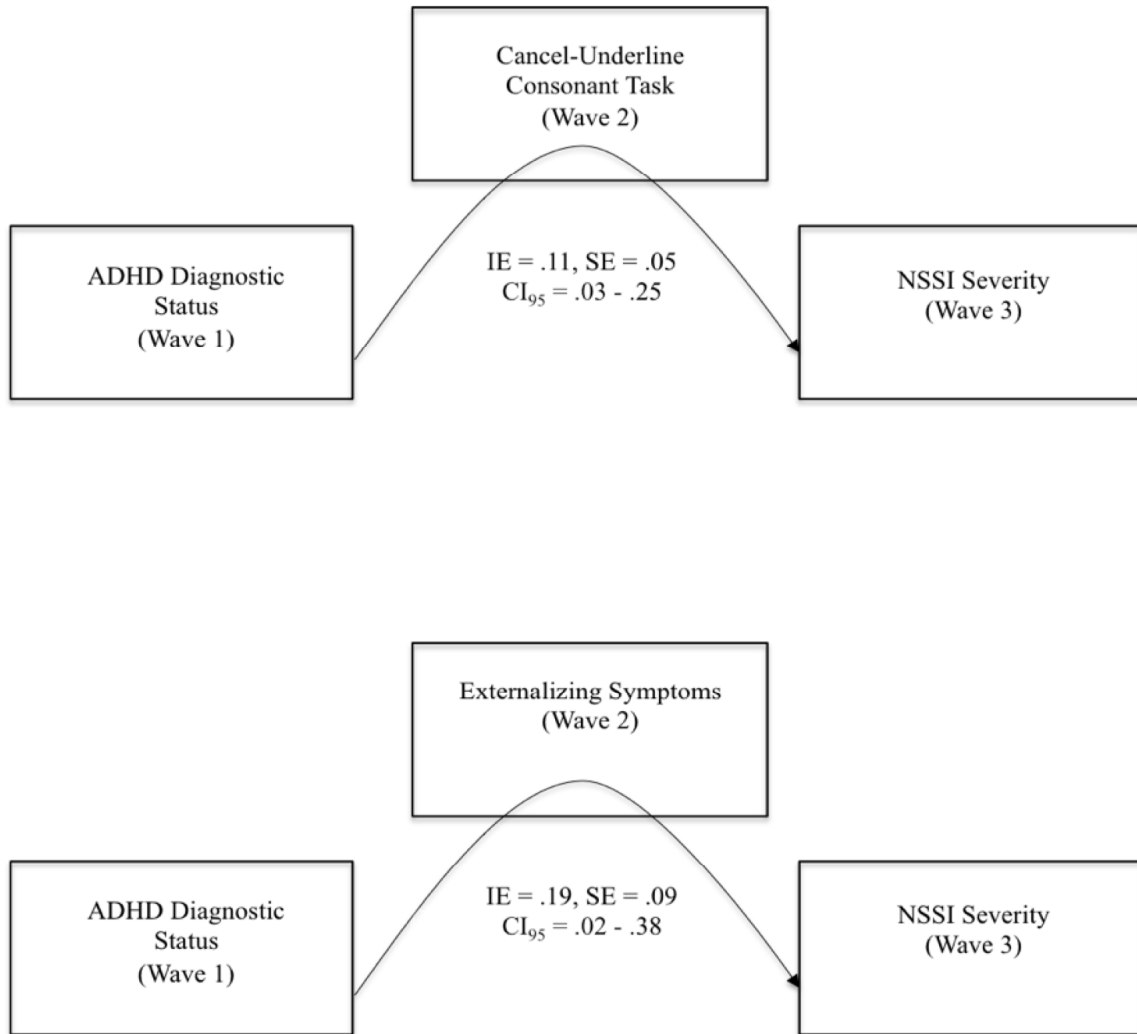 Cancel-Underline
Consonant Task
(Wave 2)
ADHD Diagnostic
Status
(Wave 1)
IE = .11, SE = .05
CI₉₅ = .03 - .25
NSSI Severity
(Wave 3)
Externalizing Symptoms
(Wave 2)
ADHD Diagnostic
Status
(Wave 1)
IE = .19, SE = .09
CI₉₅ = .02 - .38
NSSI Severity
(Wave 3)